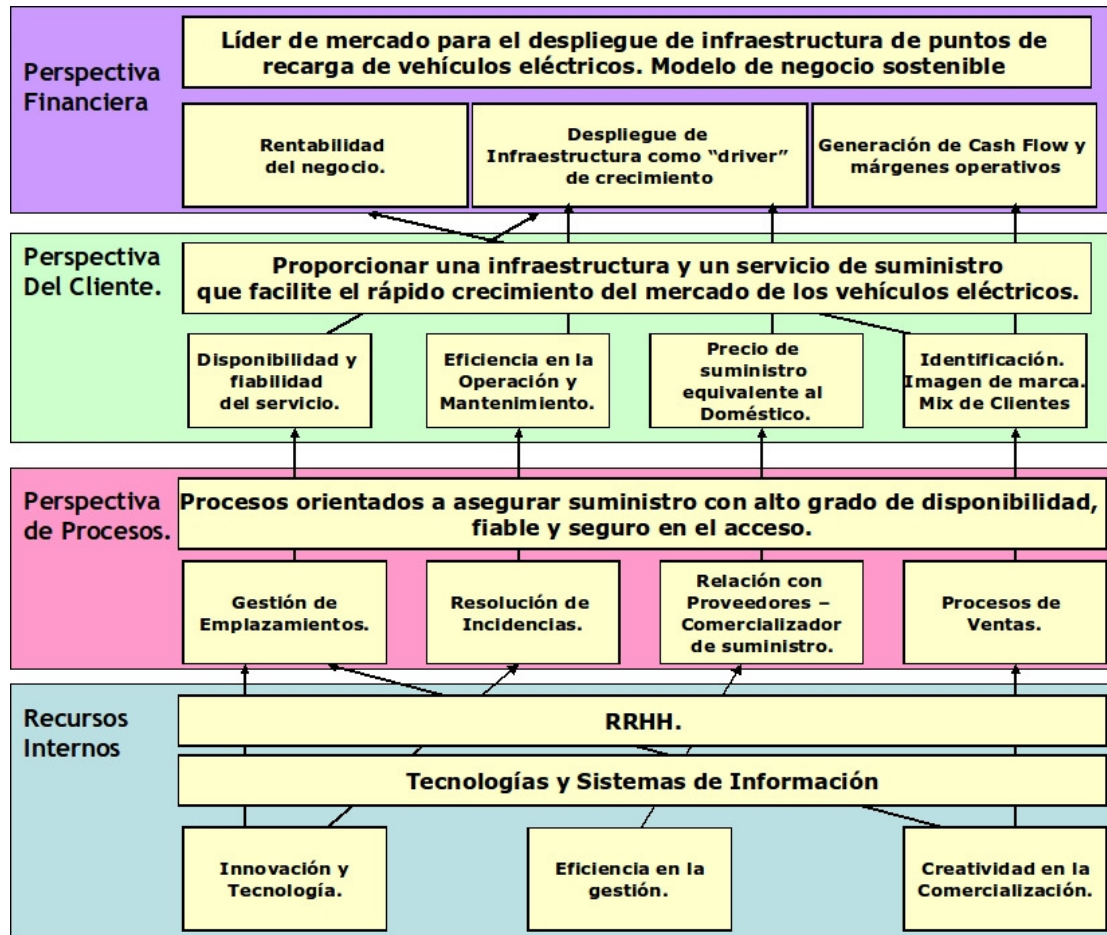 Perspectiva
Financiera
Líder de mercado para el despliegue de infraestructura de puntos de
recarga de vehículos eléctricos. Modelo de negocio sostenible
Rentabilidad
del negocio.
Despliegue de
Infraestructura como “driver”
de crecimiento
Generación de Cash Flow y
márgenes operativos
Perspectiva
Del Cliente.
Proporcionar una infraestructura y un servicio de suministro
que facilite el rápido crecimiento del mercado de los vehículos eléctricos.
Disponibilidad y
fiabilidad
del servicio.
Eficiencia en la
Operación y
Mantenimiento.
Precio de
suministro
equivalente al
Doméstico.
Identificación.
Imagen de marca.
Mix de Clientes
Perspectiva
de Procesos.
Procesos orientados a asegurar suministro con alto grado de disponibilidad,
fiable y seguro en el acceso.
Gestión de
Emplazamientos.
Resolución de
Incidencias.
Relación con
Proveedores –
Comercializador
de suministro.
Procesos de
Ventas.
Recursos
Internos
RRHH.
Tecnologías y Sistemas de Información
Innovación y
Tecnología.
Eficiencia en la
gestión.
Creatividad en la
Comercialización.